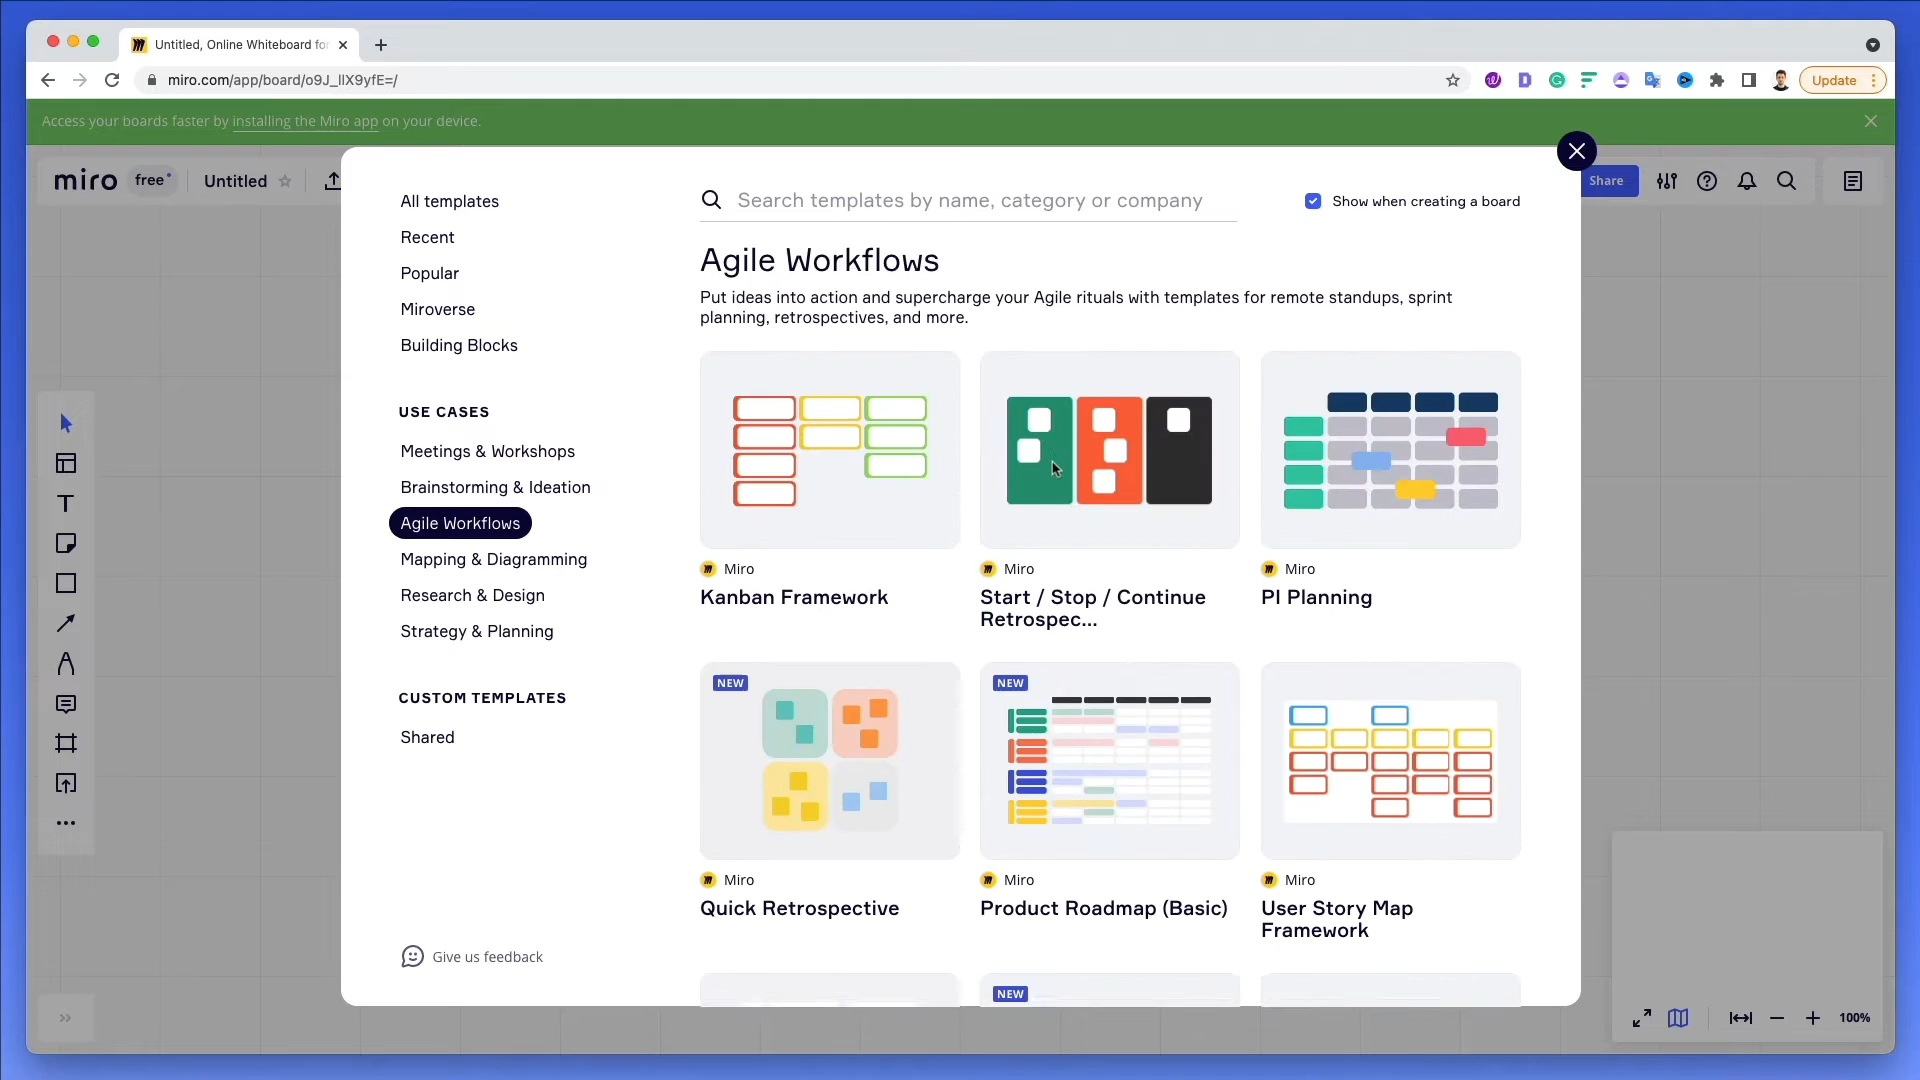 Untitled, Online Whiteboard for
miro.com/app/board/o9J_lIX9yfE=/
Update
Access your boards faster by installing the Miro app on your device.
miro
free
Untitled
Share
All templates
Recent
Popular
Miroverse
Building Blocks
USE CASES
Meetings & Workshops
Brainstorming & Ideation
Agile Workflows
Mapping & Diagramming
Research & Design
Strategy & Planning
CUSTOM TEMPLATES
Shared
Give us feedback
Search templates by name, category or company
Show when creating a board
Agile Workflows
Put ideas into action and supercharge your Agile rituals with templates for remote standups, sprint
planning, retrospectives, and more.
Miro
Kanban Framework
Miro
Start / Stop / Continue
Retrospec...
Miro
PI Planning
NEW
Miro
Quick Retrospective
NEW
Miro
Product Roadmap (Basic)
Miro
User Story Map
Framework
NEW
100%